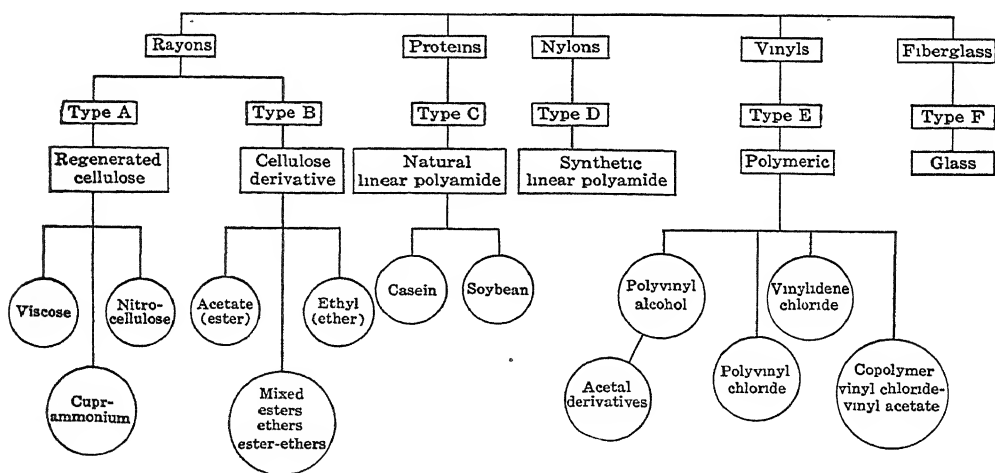 Rayons
Proteins
Nylons
Vinyls
Fiberglass
Type A
Type B
Type C
Type D
Type E
Type F
Regenerated
cellulose
Cellulose
derivative
Natural
linear polyamide
Synthetic
linear polyamide
Polymeric
Glass
Viscose
Nitro-
cellulose
Acetate
(ester)
Ethyl
(ether)
Casein
Soybean
Polyvinyl
alcohol
Vinylidene
chloride
Cupr-
ammonium
Mixed
esters
ethers
ester-ethers
Acetal
derivatives
Polyvinyl
chloride
Copolymer
vinyl chloride-
vinyl acetate